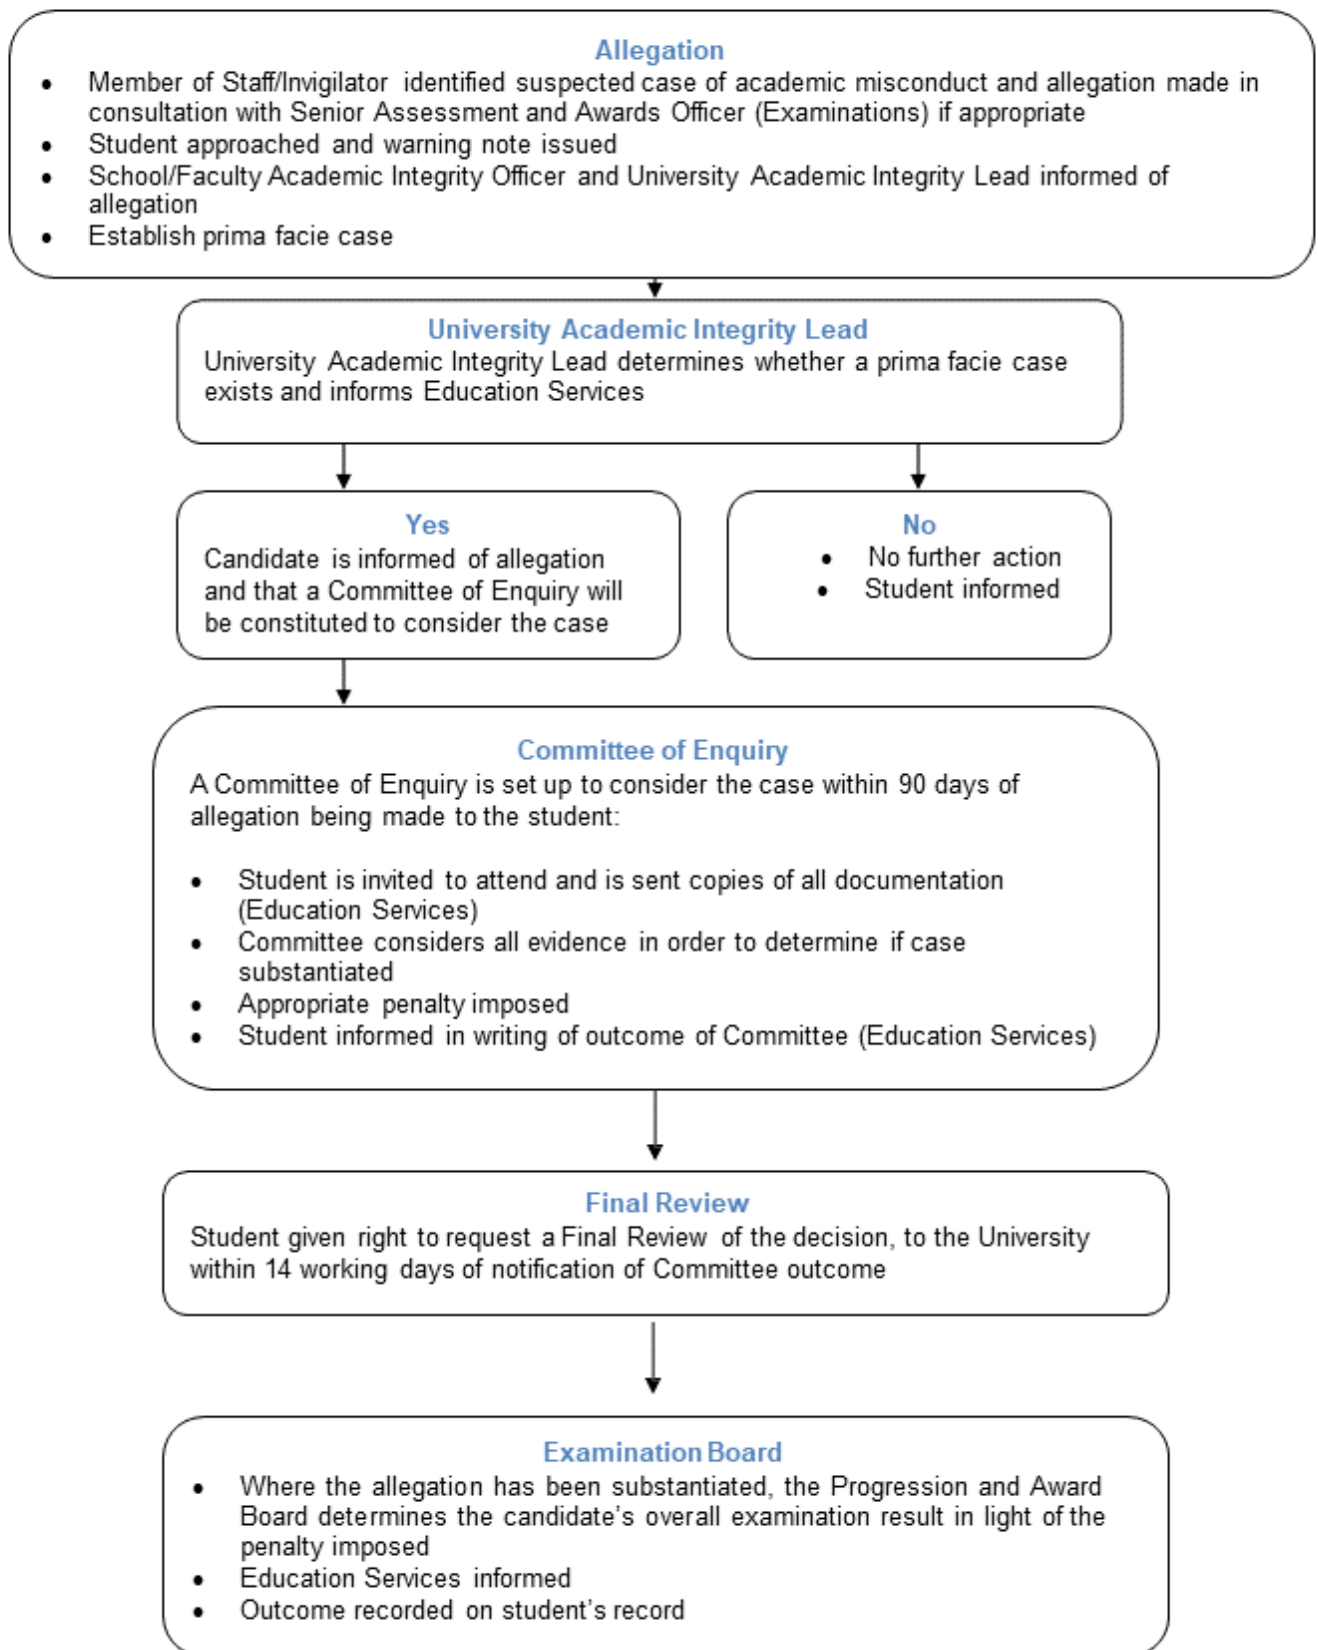 Allegation
• Member of Staff/Invigilator identified suspected case of academic misconduct and allegation made in
consultation with Senior Assessment and Awards Officer (Examinations) if appropriate
• Student approached and warning note issued
• School/Faculty Academic Integrity Officer and University Academic Integrity Lead informed of
allegation
• Establish prima facie case
University Academic Integrity Lead
University Academic Integrity Lead determines whether a prima facie case
exists and informs Education Services
Yes
Candidate is informed of allegation
and that a Committee of Enquiry will
be constituted to consider the case
No
• No further action
• Student informed
Committee of Enquiry
A Committee of Enquiry is set up to consider the case within 90 days of
allegation being made to the student:
• Student is invited to attend and is sent copies of all documentation
(Education Services)
• Committee considers all evidence in order to determine if case
substantiated
• Appropriate penalty imposed
• Student informed in writing of outcome of Committee (Education Services)
Final Review
Student given right to request a Final Review of the decision, to the University
within 14 working days of notification of Committee outcome
Examination Board
• Where the allegation has been substantiated, the Progression and Award
Board determines the candidate's overall examination result in light of the
penalty imposed
• Education Services informed
• Outcome recorded on student's record